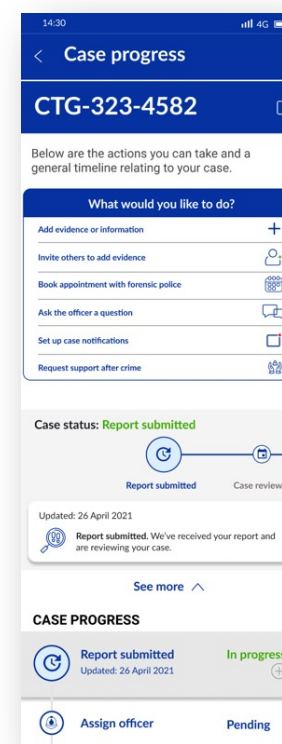 14:30
4G
Case progress
CTG-323-4582
Below are the actions you can take and a
general timeline relating to your case.
What would you like to do?
Add evidence or information
Invite others to add evidence
Book appointment with forensic police
Ask the officer a question
Set up case notifications
Request support after crime
Case status: Report submitted
Report submitted
Case review
Updated: 26 April 2021
Report submitted. We've received your report and
are reviewing your case.
See more
CASE PROGRESS
Report submitted
In progress
Updated: 26 April 2021
Assign officer
Pending